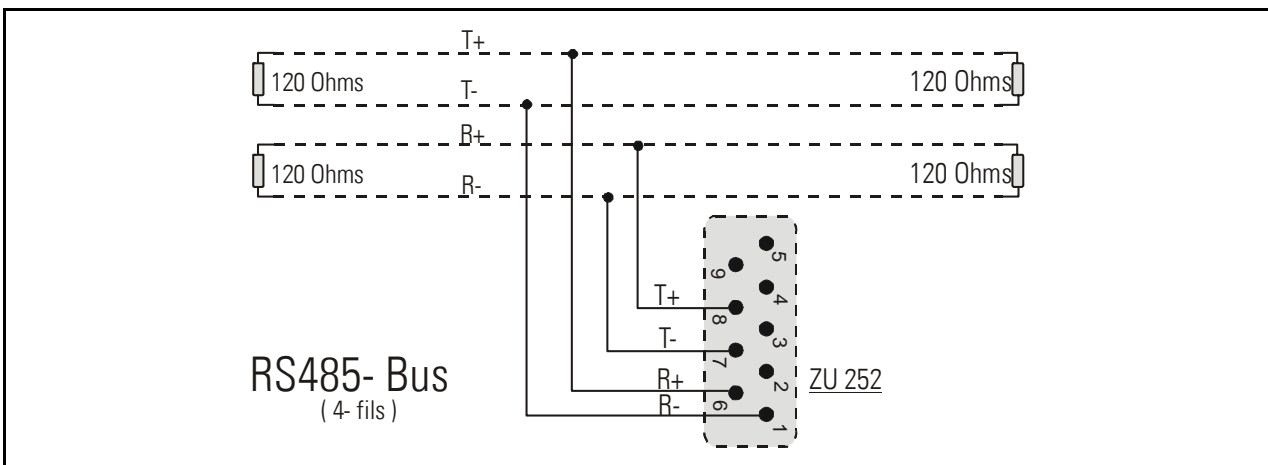 T+
120 Ohms
120 Ohms
T-
R+
120 Ohms
120 Ohms
R-
5
9
4
T+
8
3
T-
7
2
R+
ZU 252
6
R-
1
RS485- Bus
( 4- fils )